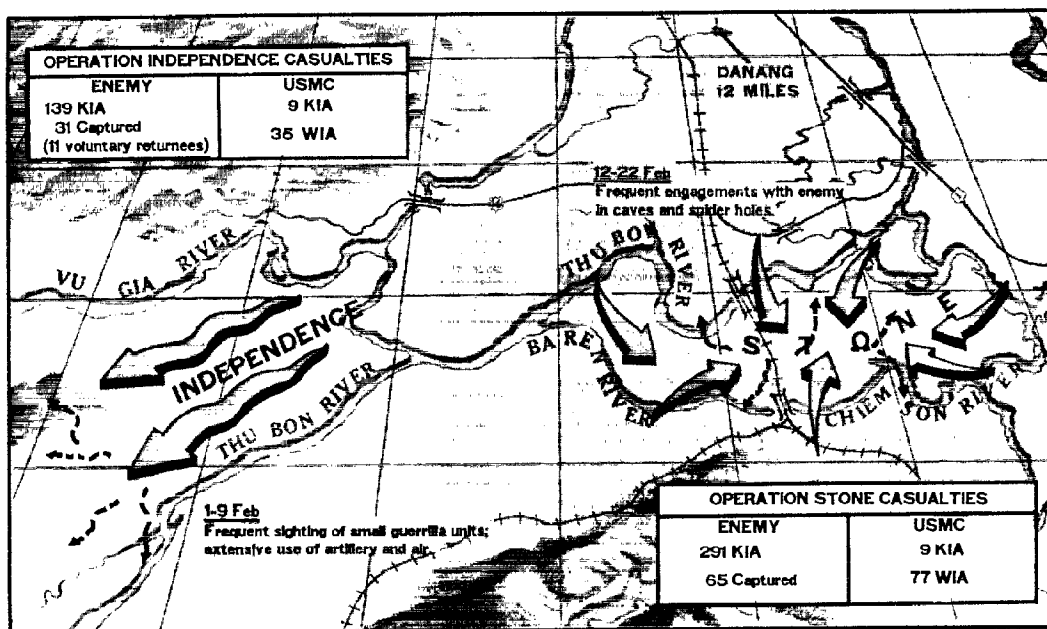 OPERATION INDEPENDENCE CASUALTIES
ENEMY
139 KIA
31 Captured
(11 voluntary returnees)
USMC
9 KIA
35 WIA
DANANG
12 MILES
12-22 Feb
Frequent engagements with enemy
in caves and spider holes.
VU GIA RIVER
THU BON RIVER
INDEPENDENCE
BA REN RIVER
STONE
CHIEM SON RIVER
THU BON RIVER
1-9 Feb
Frequent sighting of small guerrilla units;
extensive use of artillery and air.
OPERATION STONE CASUALTIES
ENEMY
291 KIA
65 Captured
USMC
9 KIA
77 WIA